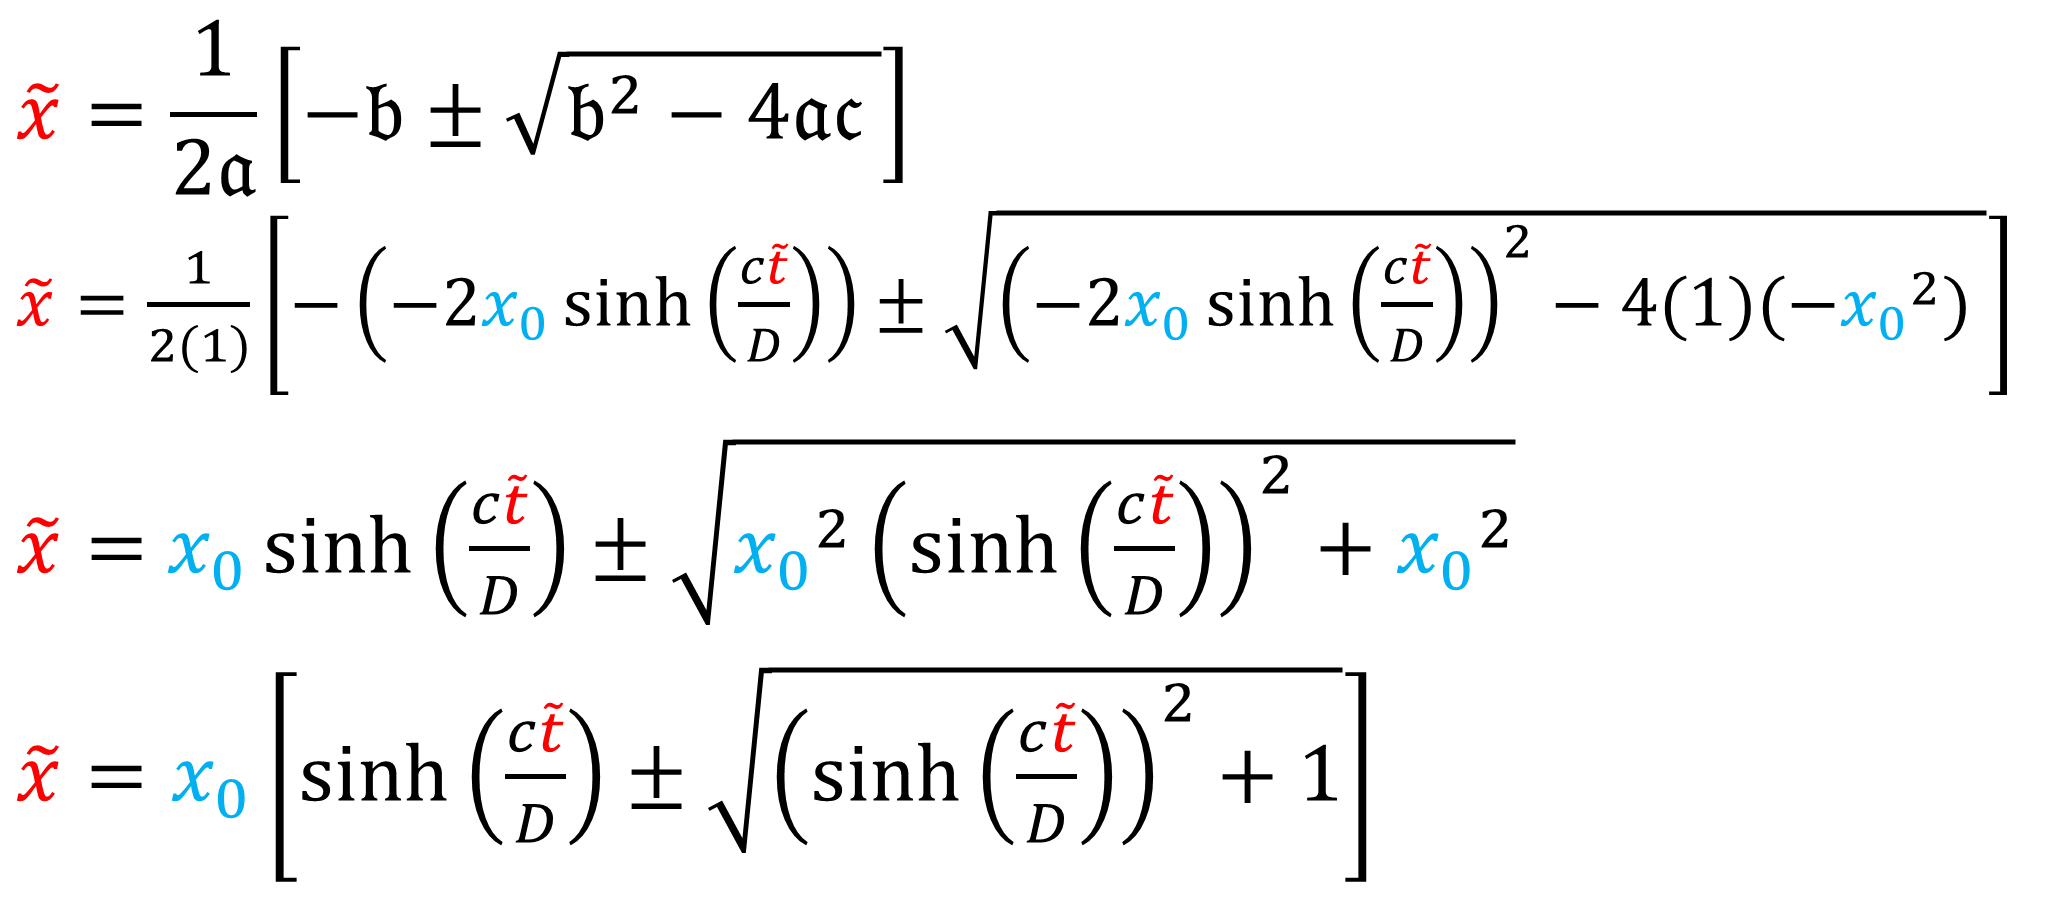 x̃ = 1/(2𝔞) [−𝔟 ± √(𝔟² − 4𝔞𝔠)]
x̃ = 1/(2(1)) [−(−2x₀ sinh(ct̃/D)) ± √((−2x₀ sinh(ct̃/D))² − 4(1)(−x₀²))]
x̃ = x₀ sinh(ct̃/D) ± √(x₀² (sinh(ct̃/D))² + x₀²)
x̃ = x₀ [sinh(ct̃/D) ± √((sinh(ct̃/D))² + 1)]